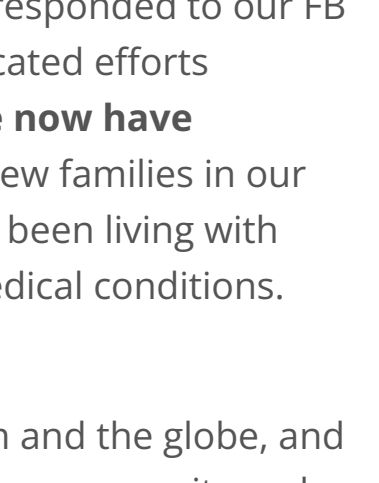 responded to our FB
cated efforts
now have
ew families in our
been living with
edical conditions.
and the globe, and